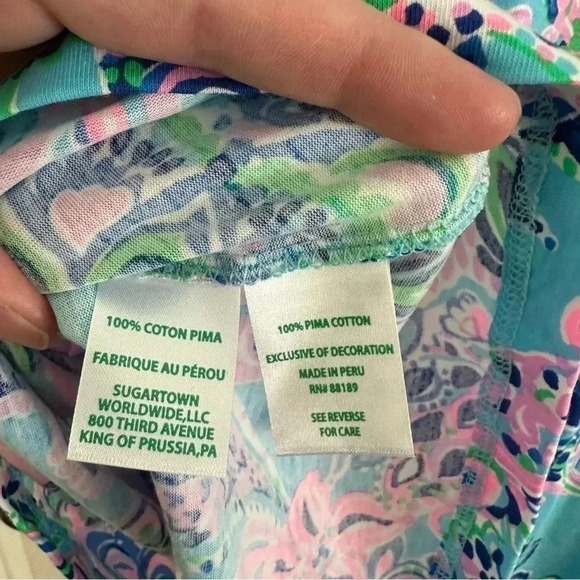 100% COTON PIMA
FABRIQUE AU PÉROU
SUGARTOWN
WORLDWIDE,LLC
800 THIRD AVENUE
KING OF PRUSSIA,PA
100% PIMA COTTON
EXCLUSIVE OF DECORATION
MADE IN PERU
RN# 88189
SEE REVERSE
FOR CARE